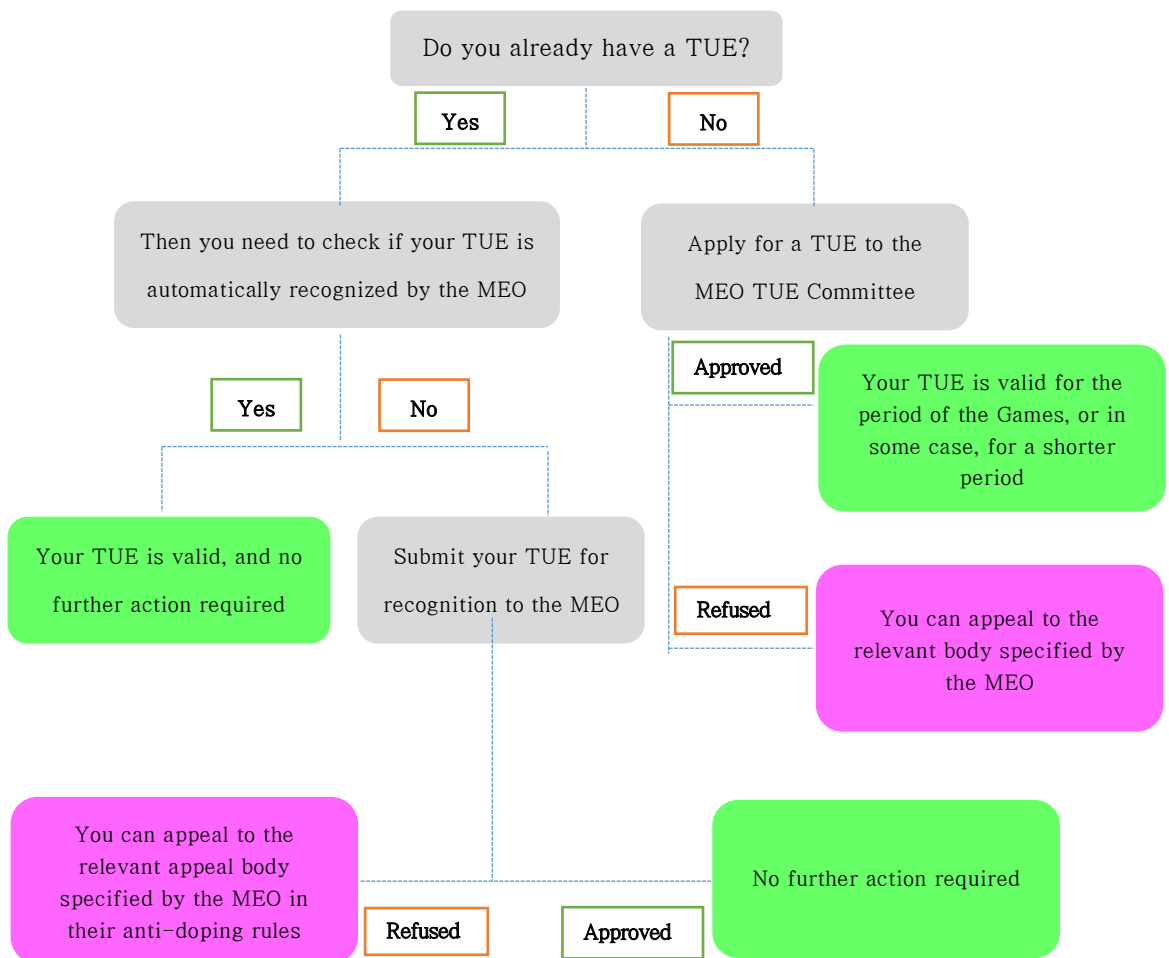 Do you already have a TUE?
Yes
No
Then you need to check if your TUE is
automatically recognized by the MEO
Apply for a TUE to the
MEO TUE Committee
Approved
Your TUE is valid for the
period of the Games, or in
some case, for a shorter
period
Yes
No
Your TUE is valid, and no
further action required
Submit your TUE for
recognition to the MEO
Refused
You can appeal to the
relevant body specified by
the MEO
You can appeal to the
relevant appeal body
specified by the MEO in
their anti-doping rules
Refused
Approved
No further action required